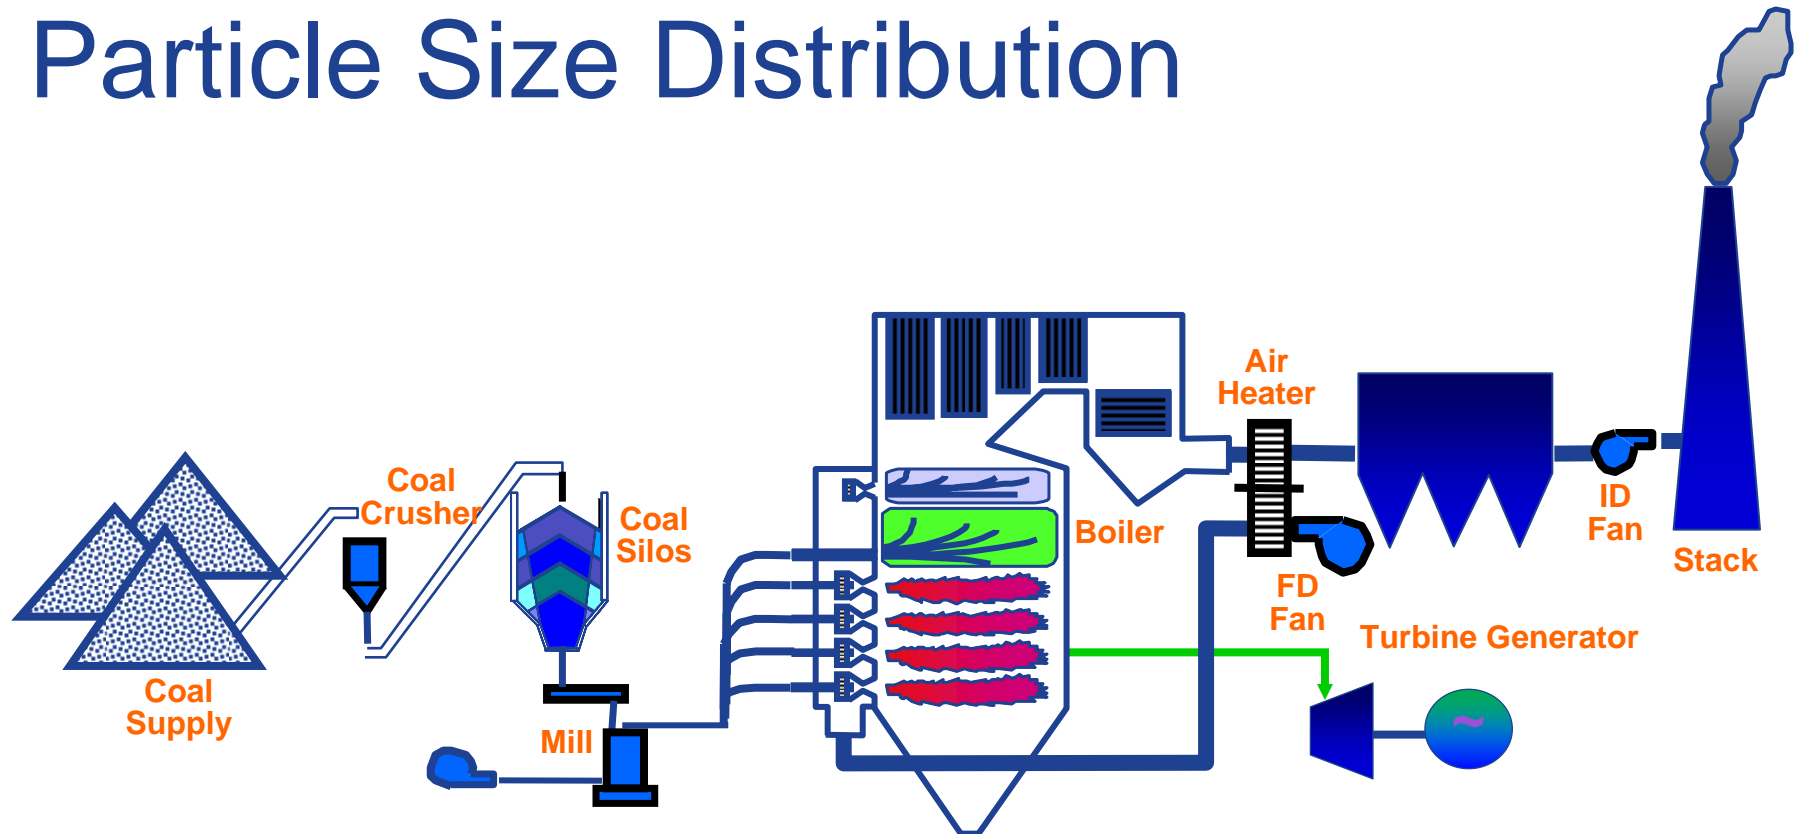 Particle Size Distribution
Air
Heater
Coal
Crusher
Coal
Silos
Boiler
ID
Fan
Stack
FD
Fan
Turbine Generator
Coal
Supply
Mill
~